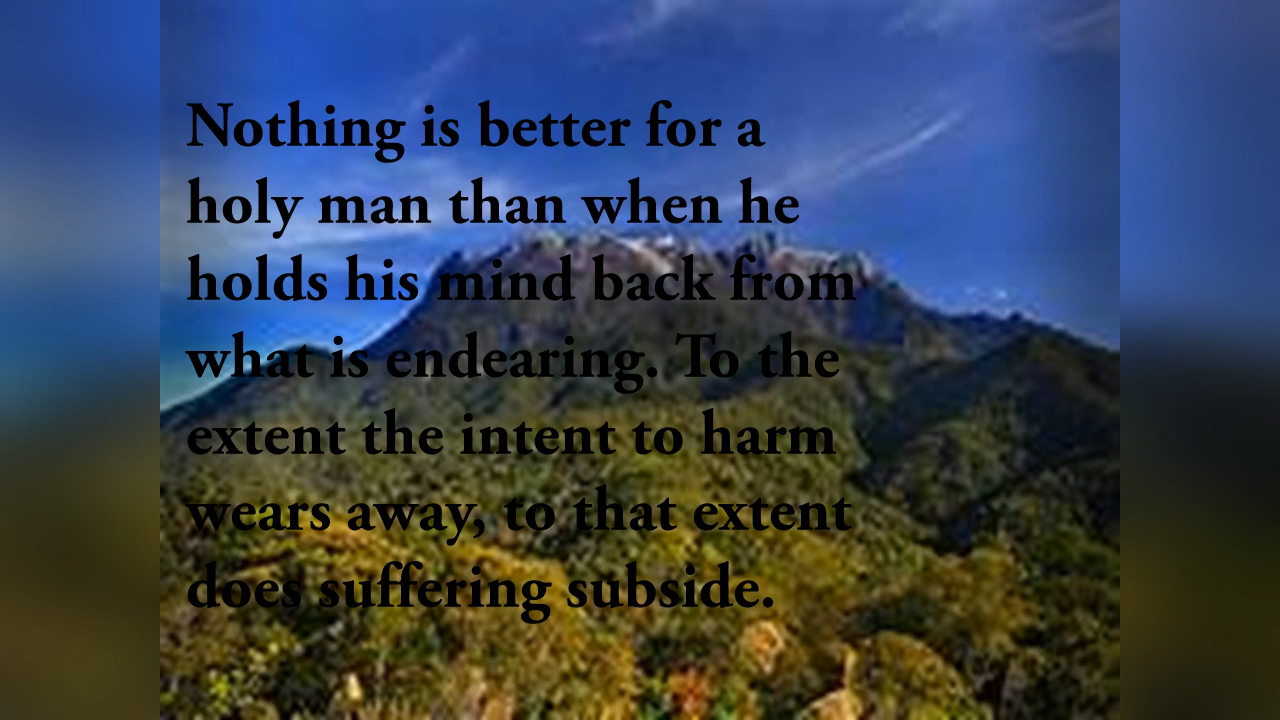 Nothing is better for a
holy man than when he
holds his mind back from
what is endearing. To the
extent the intent to harm
wears away, to that extent
does suffering subside.